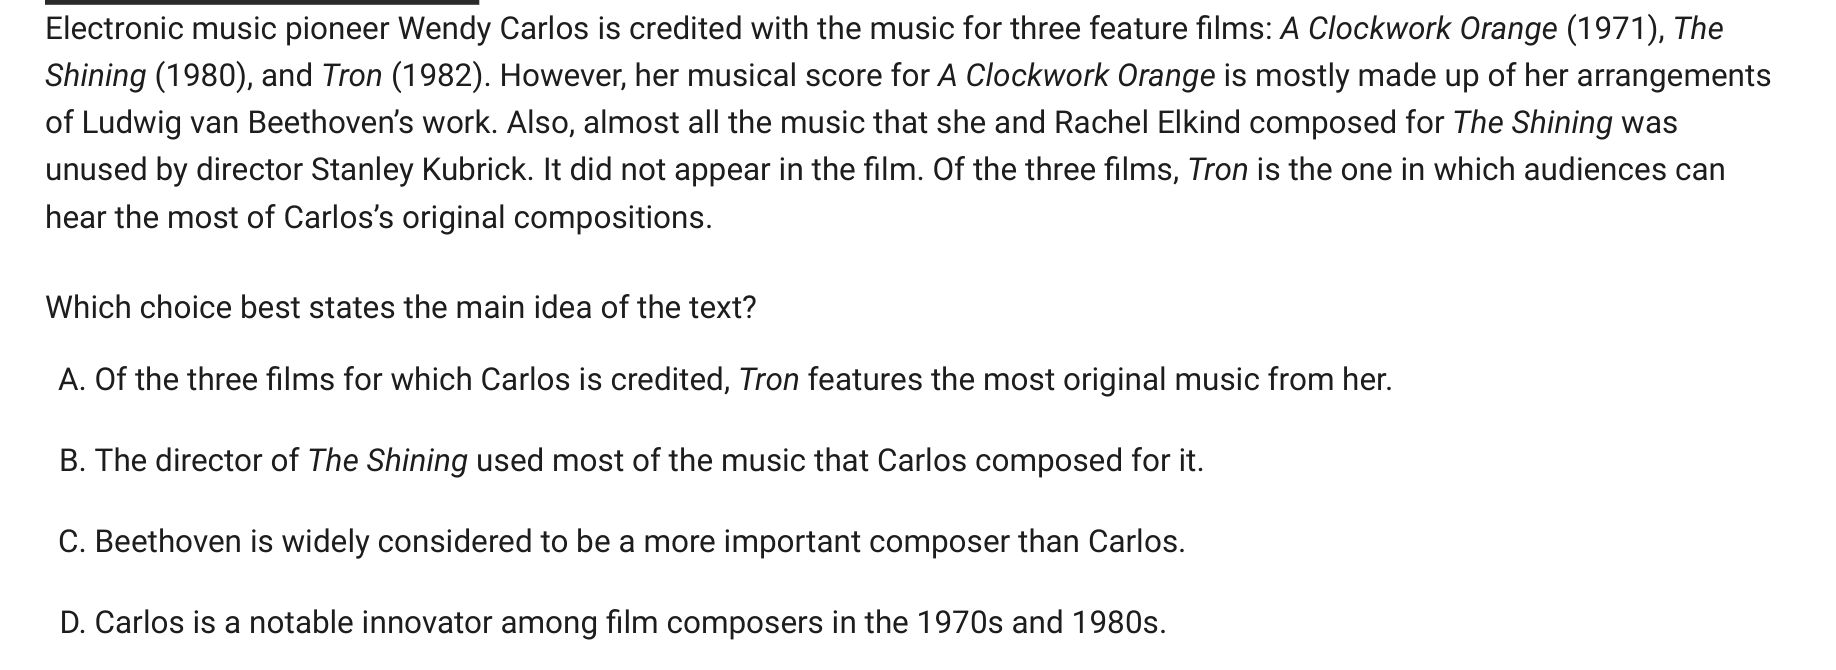 Electronic music pioneer Wendy Carlos is credited with the music for three feature films: A Clockwork Orange (1971), The
Shining (1980), and Tron (1982). However, her musical score for A Clockwork Orange is mostly made up of her arrangements
of Ludwig van Beethoven’s work. Also, almost all the music that she and Rachel Elkind composed for The Shining was
unused by director Stanley Kubrick. It did not appear in the film. Of the three films, Tron is the one in which audiences can
hear the most of Carlos’s original compositions.
Which choice best states the main idea of the text?
A. Of the three films for which Carlos is credited, Tron features the most original music from her.
B. The director of The Shining used most of the music that Carlos composed for it.
C. Beethoven is widely considered to be a more important composer than Carlos.
D. Carlos is a notable innovator among film composers in the 1970s and 1980s.